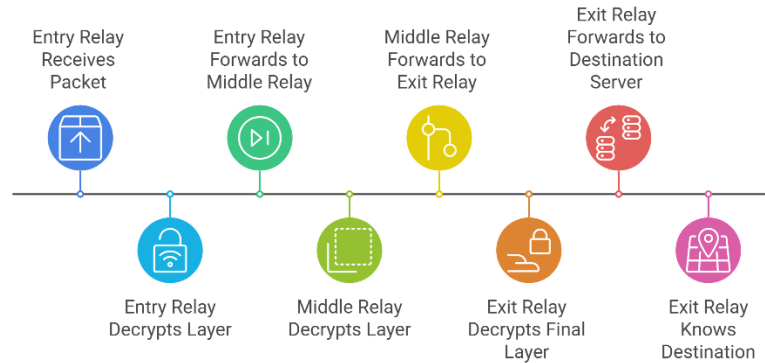 Entry Relay
Receives
Packet
Entry Relay
Decrypts Layer
Entry Relay
Forwards to
Middle Relay
Middle Relay
Decrypts Layer
Middle Relay
Forwards to
Exit Relay
Exit Relay
Decrypts Final
Layer
Exit Relay
Forwards to
Destination
Server
Exit Relay
Knows
Destination